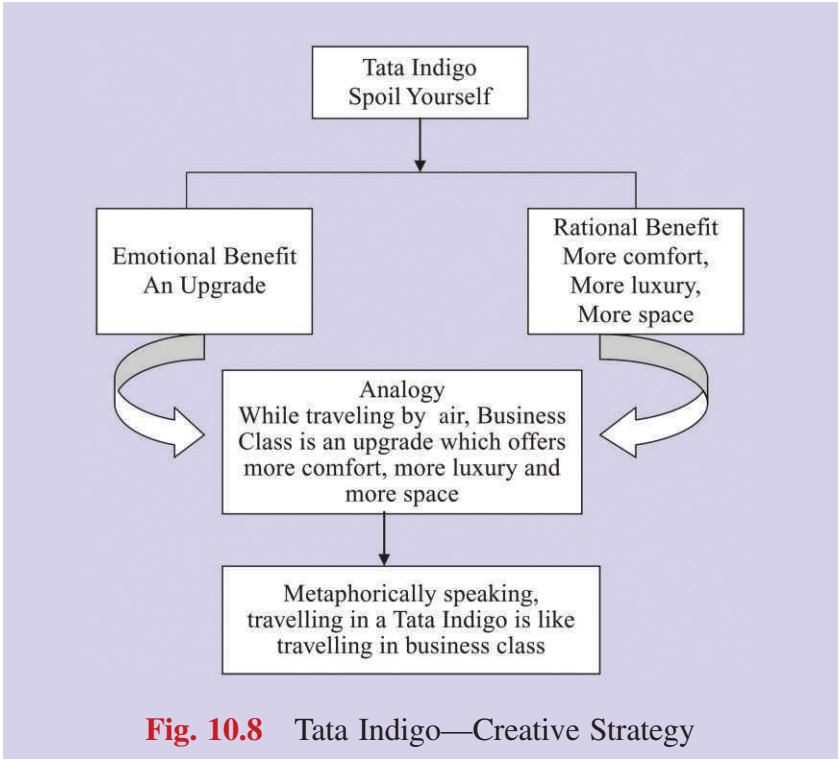 Tata Indigo
Spoil Yourself
Emotional Benefit
An Upgrade
Rational Benefit
More comfort,
More luxury,
More space
Analogy
While traveling by air, Business
Class is an upgrade which offers
more comfort, more luxury and
more space
Metaphorically speaking,
travelling in a Tata Indigo is like
travelling in business class
Fig. 10.8 Tata Indigo—Creative Strategy